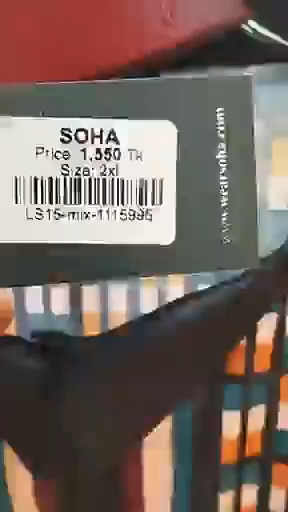 SOHA
Price 1,550 Tk
Size: 2xl
LS15-mix-1115995
www.wearsoha.com